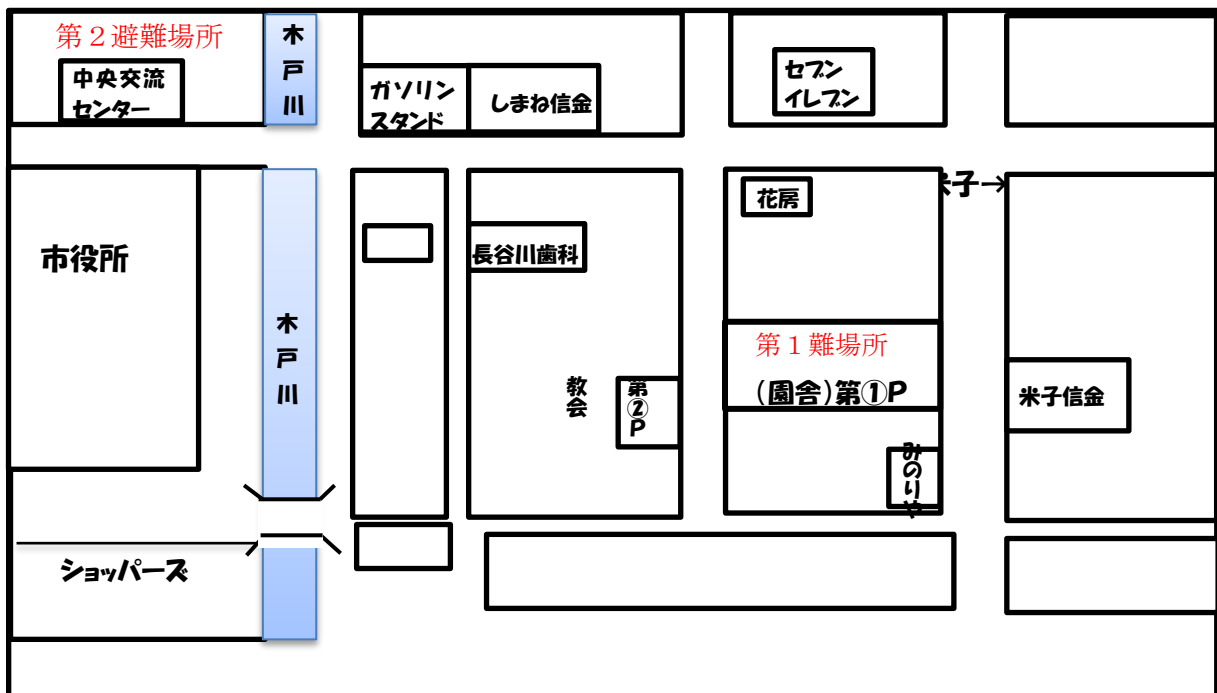 第２避難場所
中央交流
センター
木戸川
ガソリン
スタンド
しまね信金
セブン
イレブン
市役所
木戸川
長谷川歯科
花房
米子→
第１難場所
(園舎)第①P
教会
第②P
米子信金
みのりや
ショッパーズ